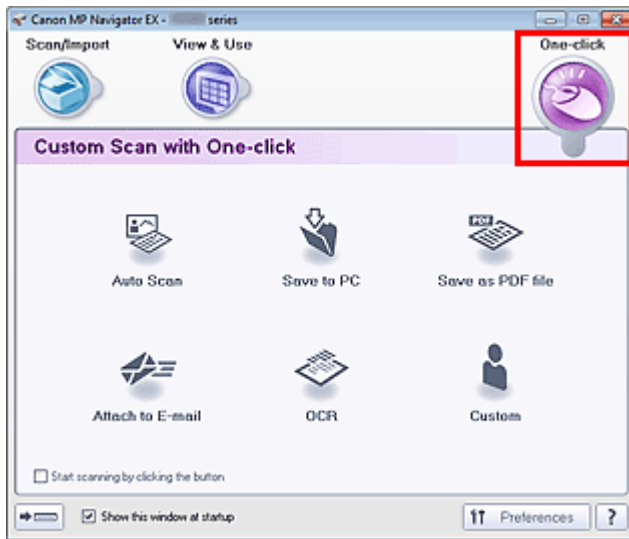 Canon MP Navigator EX - series
Scan/Import View & Use One-click
Custom Scan with One-click
Auto Scan Save to PC PDF Save as PDF file
Attach to E-mail OCR Custom
Start scanning by clicking the button
Show this window at startup Preferences ?